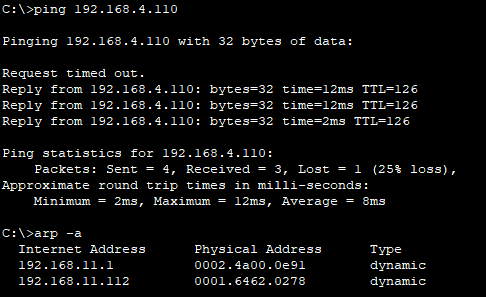 C:\>ping 192.168.4.110
Pinging 192.168.4.110 with 32 bytes of data:
Request timed out.
Reply from 192.168.4.110: bytes=32 time=12ms TTL=126
Reply from 192.168.4.110: bytes=32 time=12ms TTL=126
Reply from 192.168.4.110: bytes=32 time=2ms TTL=126
Ping statistics for 192.168.4.110:
    Packets: Sent = 4, Received = 3, Lost = 1 (25% loss),
Approximate round trip times in milli-seconds:
    Minimum = 2ms, Maximum = 12ms, Average = 8ms
C:\>arp -a
  Internet Address      Physical Address      Type
  192.168.11.1          0002.4a00.0e91        dynamic
  192.168.11.112        0001.6462.0278        dynamic